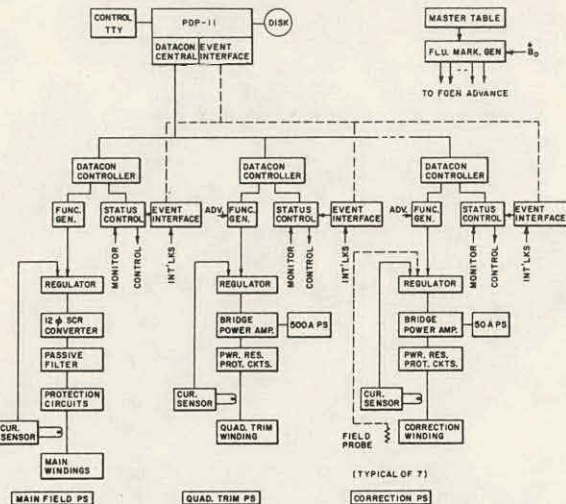 CONTROL TTY
PDP-11
DISK
DATACON CENTRAL
EVENT INTERFACE
MASTER TABLE
FLU. MARK. GEN
Ḃ₀
TO FGEN ADVANCE
DATACON CONTROLLER
DATACON CONTROLLER
DATACON CONTROLLER
FUNC. GEN.
STATUS CONTROL
EVENT INTERFACE
ADV.
FUNC. GEN.
STATUS CONTROL
EVENT INTERFACE
ADV.
FUNC. GEN.
STATUS CONTROL
EVENT INTERFACE
MONITOR
CONTROL
INT'LKS
MONITOR
CONTROL
INT'LKS
MONITOR
CONTROL
INT'LKS
REGULATOR
REGULATOR
REGULATOR
12 ϕ SCR CONVERTER
BRIDGE POWER AMP.
500A PS
BRIDGE POWER AMP.
50A PS
PASSIVE FILTER
PWR. RES. PROT. CKTS.
PWR. RES. PROT. CKTS.
PROTECTION CIRCUITS
CUR. SENSOR
CUR. SENSOR
CUR. SENSOR
QUAD. TRIM WINDING
FIELD PROBE
CORRECTION WINDING
MAIN WINDINGS
(TYPICAL OF 7)
MAIN FIELD PS
QUAD. TRIM PS
CORRECTION PS